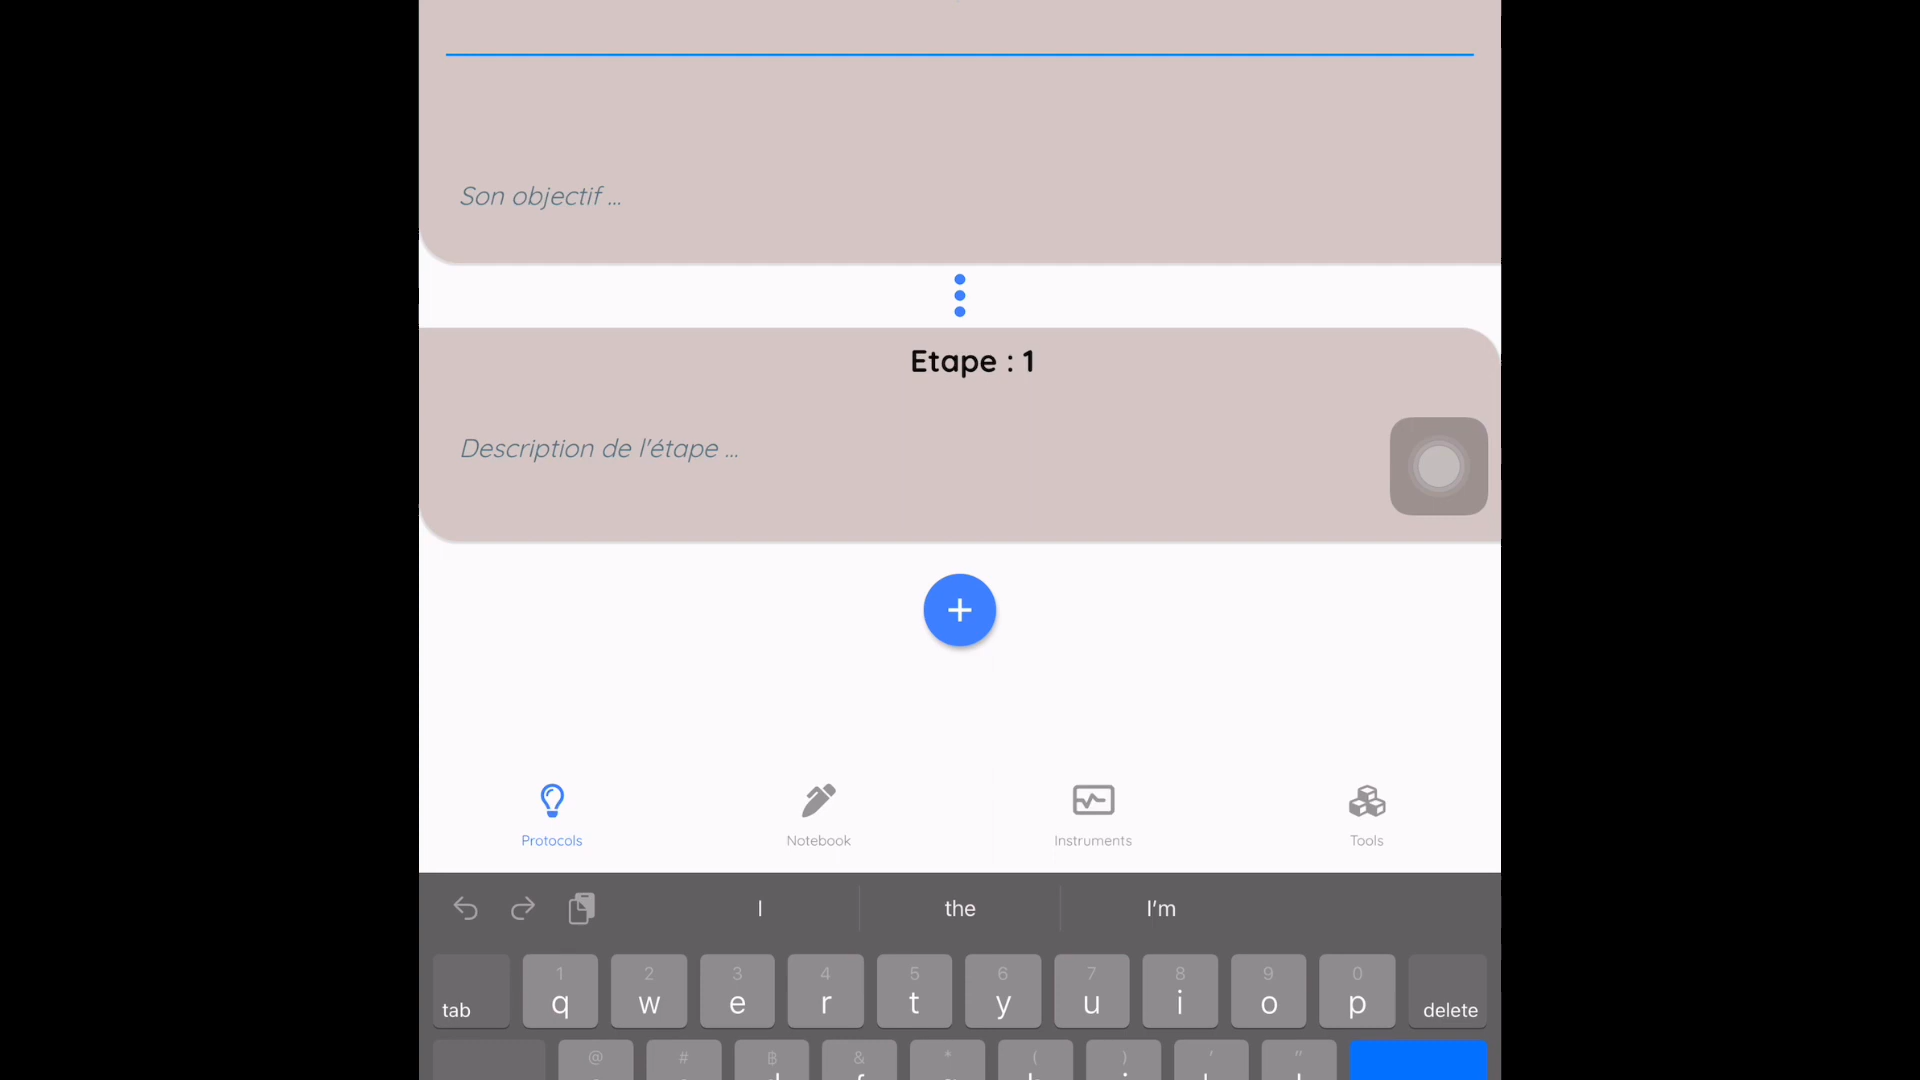 Son objectif ...
Etape : 1
Description de l'étape ...
Protocols Notebook Instruments Tools
I the I'm
1 2 3 4 5 6 7 8 9 0
tab q w e r t y u i o p delete
@ # ฿ & * ( ) ' "